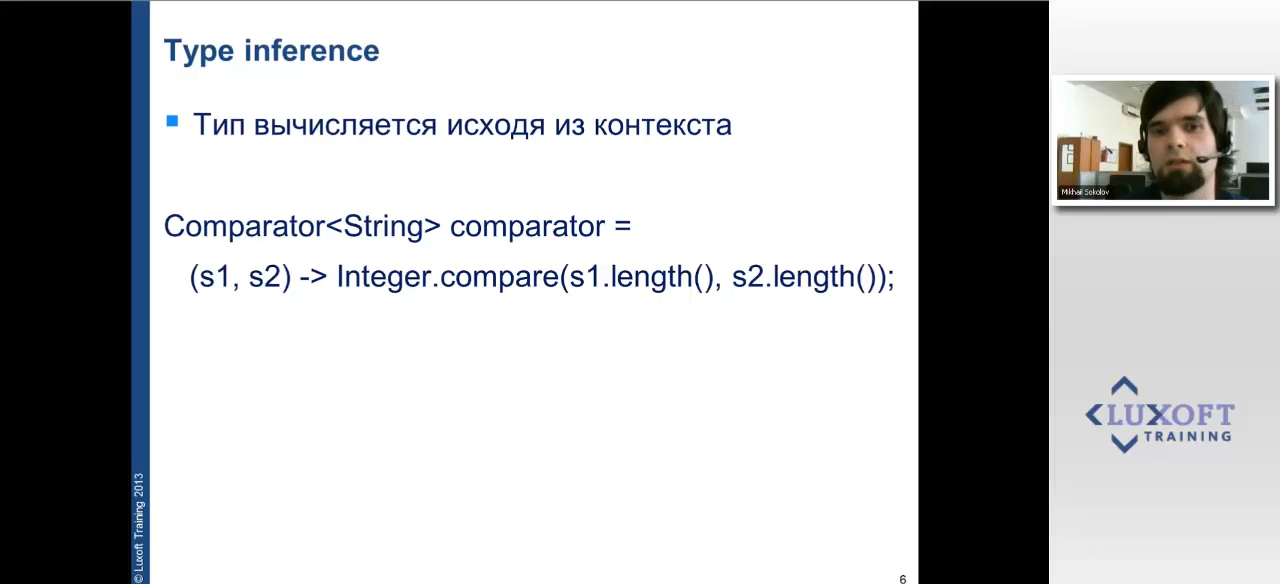 Type inference
Тип вычисляется исходя из контекста
Comparator<String> comparator =
(s1, s2) -> Integer.compare(s1.length(), s2.length());
© Luxoft Training 2013
6
Mikhail Sokolov
LUXOFT
TRAINING